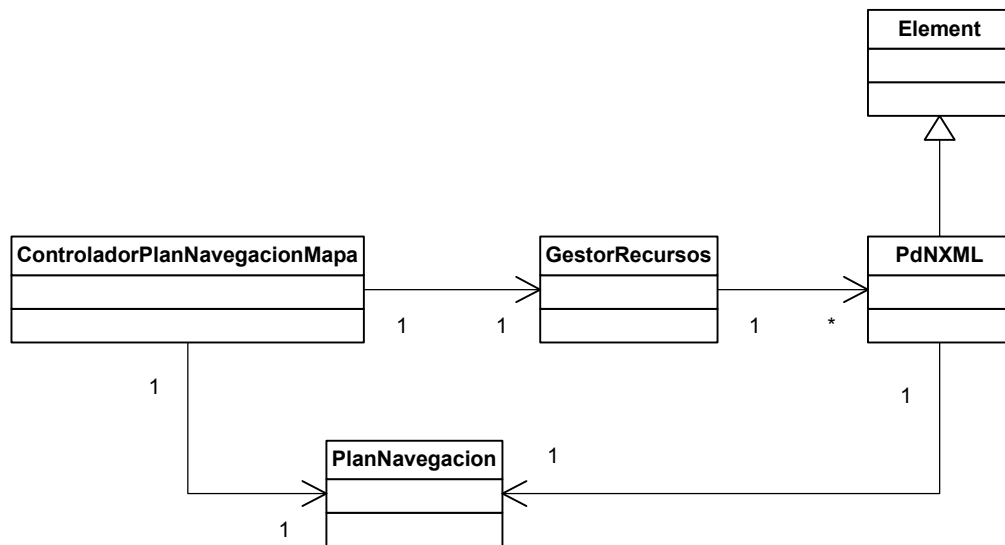 Element
ControladorPlanNavegacionMapa
GestorRecursos
PdNXML
1
1
1
*
1
1
PlanNavegacion
1
1